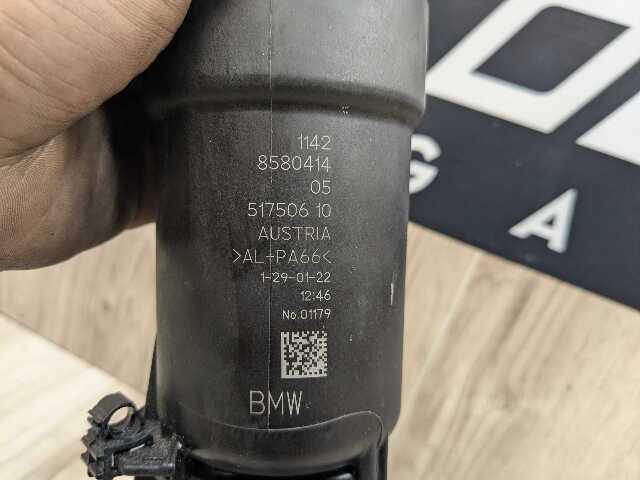 1142
8580414
05
517506 10
AUSTRIA
>AL-PA66<
1-29-01-22
12:46
No.01179
BMW
G A